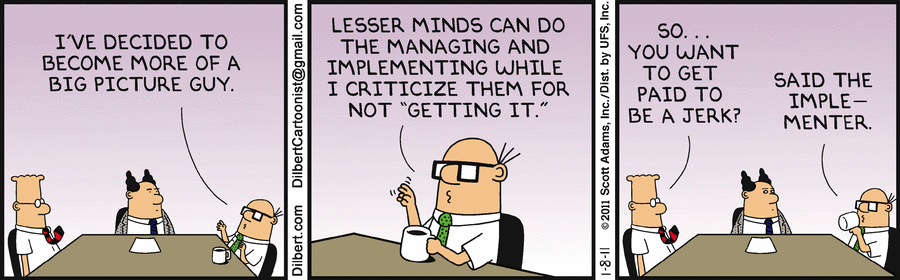 I'VE DECIDED TO
BECOME MORE OF A
BIG PICTURE GUY.
Dilbert.com DilbertCartoonist@gmail.com
LESSER MINDS CAN DO
THE MANAGING AND
IMPLEMENTING WHILE
I CRITICIZE THEM FOR
NOT "GETTING IT."
1-8-11 © 2011 Scott Adams, Inc./Dist. by UFS, Inc.
SO...
YOU WANT
TO GET
PAID TO
BE A JERK?
SAID THE
IMPLE-
MENTER.